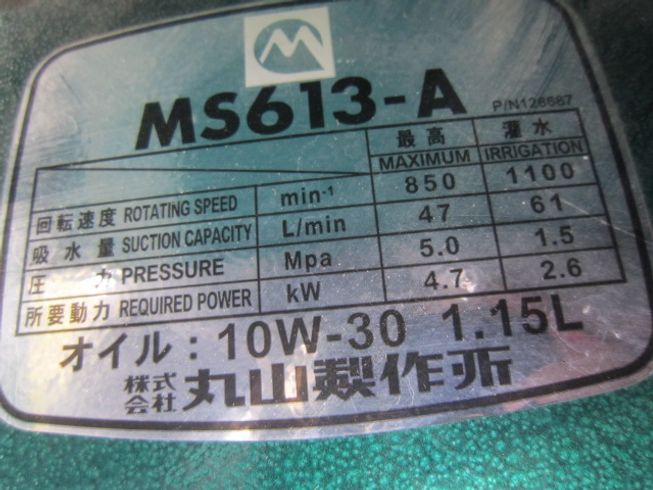 M
MS613-A
P/N126667
最高 灌水
MAXIMUM IRRIGATION
回転速度 ROTATING SPEED min-1 850 1100
吸水量 SUCTION CAPACITY L/min 47 61
圧力 PRESSURE Mpa 5.0 1.5
所要動力 REQUIRED POWER kW 4.7 2.6
オイル：10W-30 1.15L
株式会社 丸山製作所